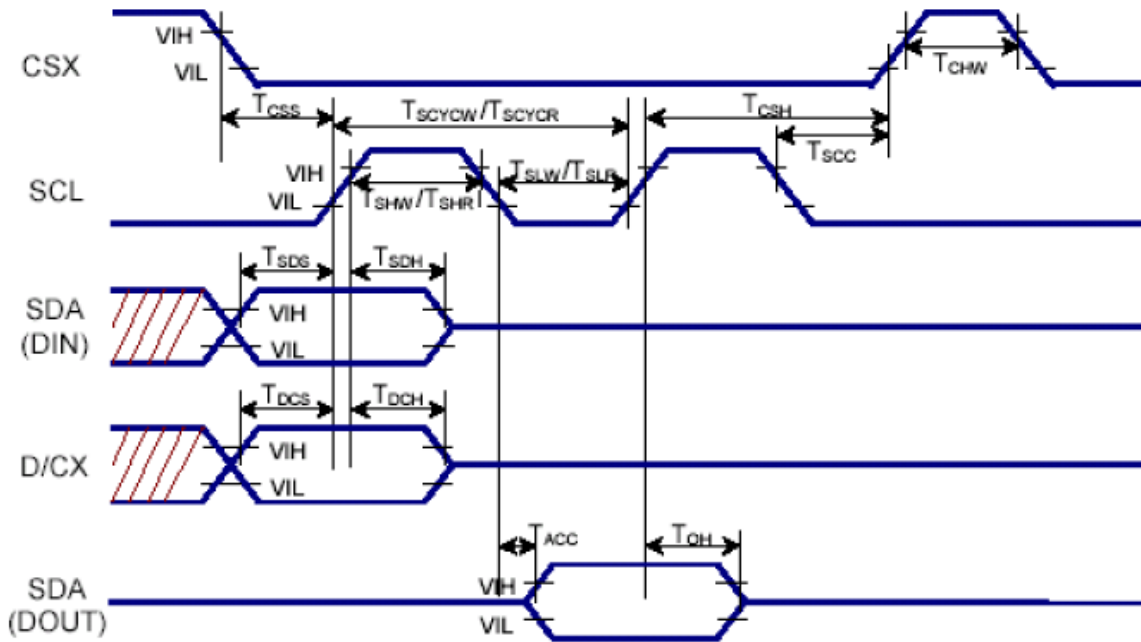 CSX
VIH
VIL
TCHW
TCSS
TSCYCW/TSCYCR
TCSH
TSCC
SCL
VIH
VIL
TSHW/TSHR
TSLW/TSLR
SDA
(DIN)
TSDS
TSDH
VIH
VIL
D/CX
TDCS
TDCH
VIH
VIL
TACC
TOH
SDA
(DOUT)
VIH
VIL